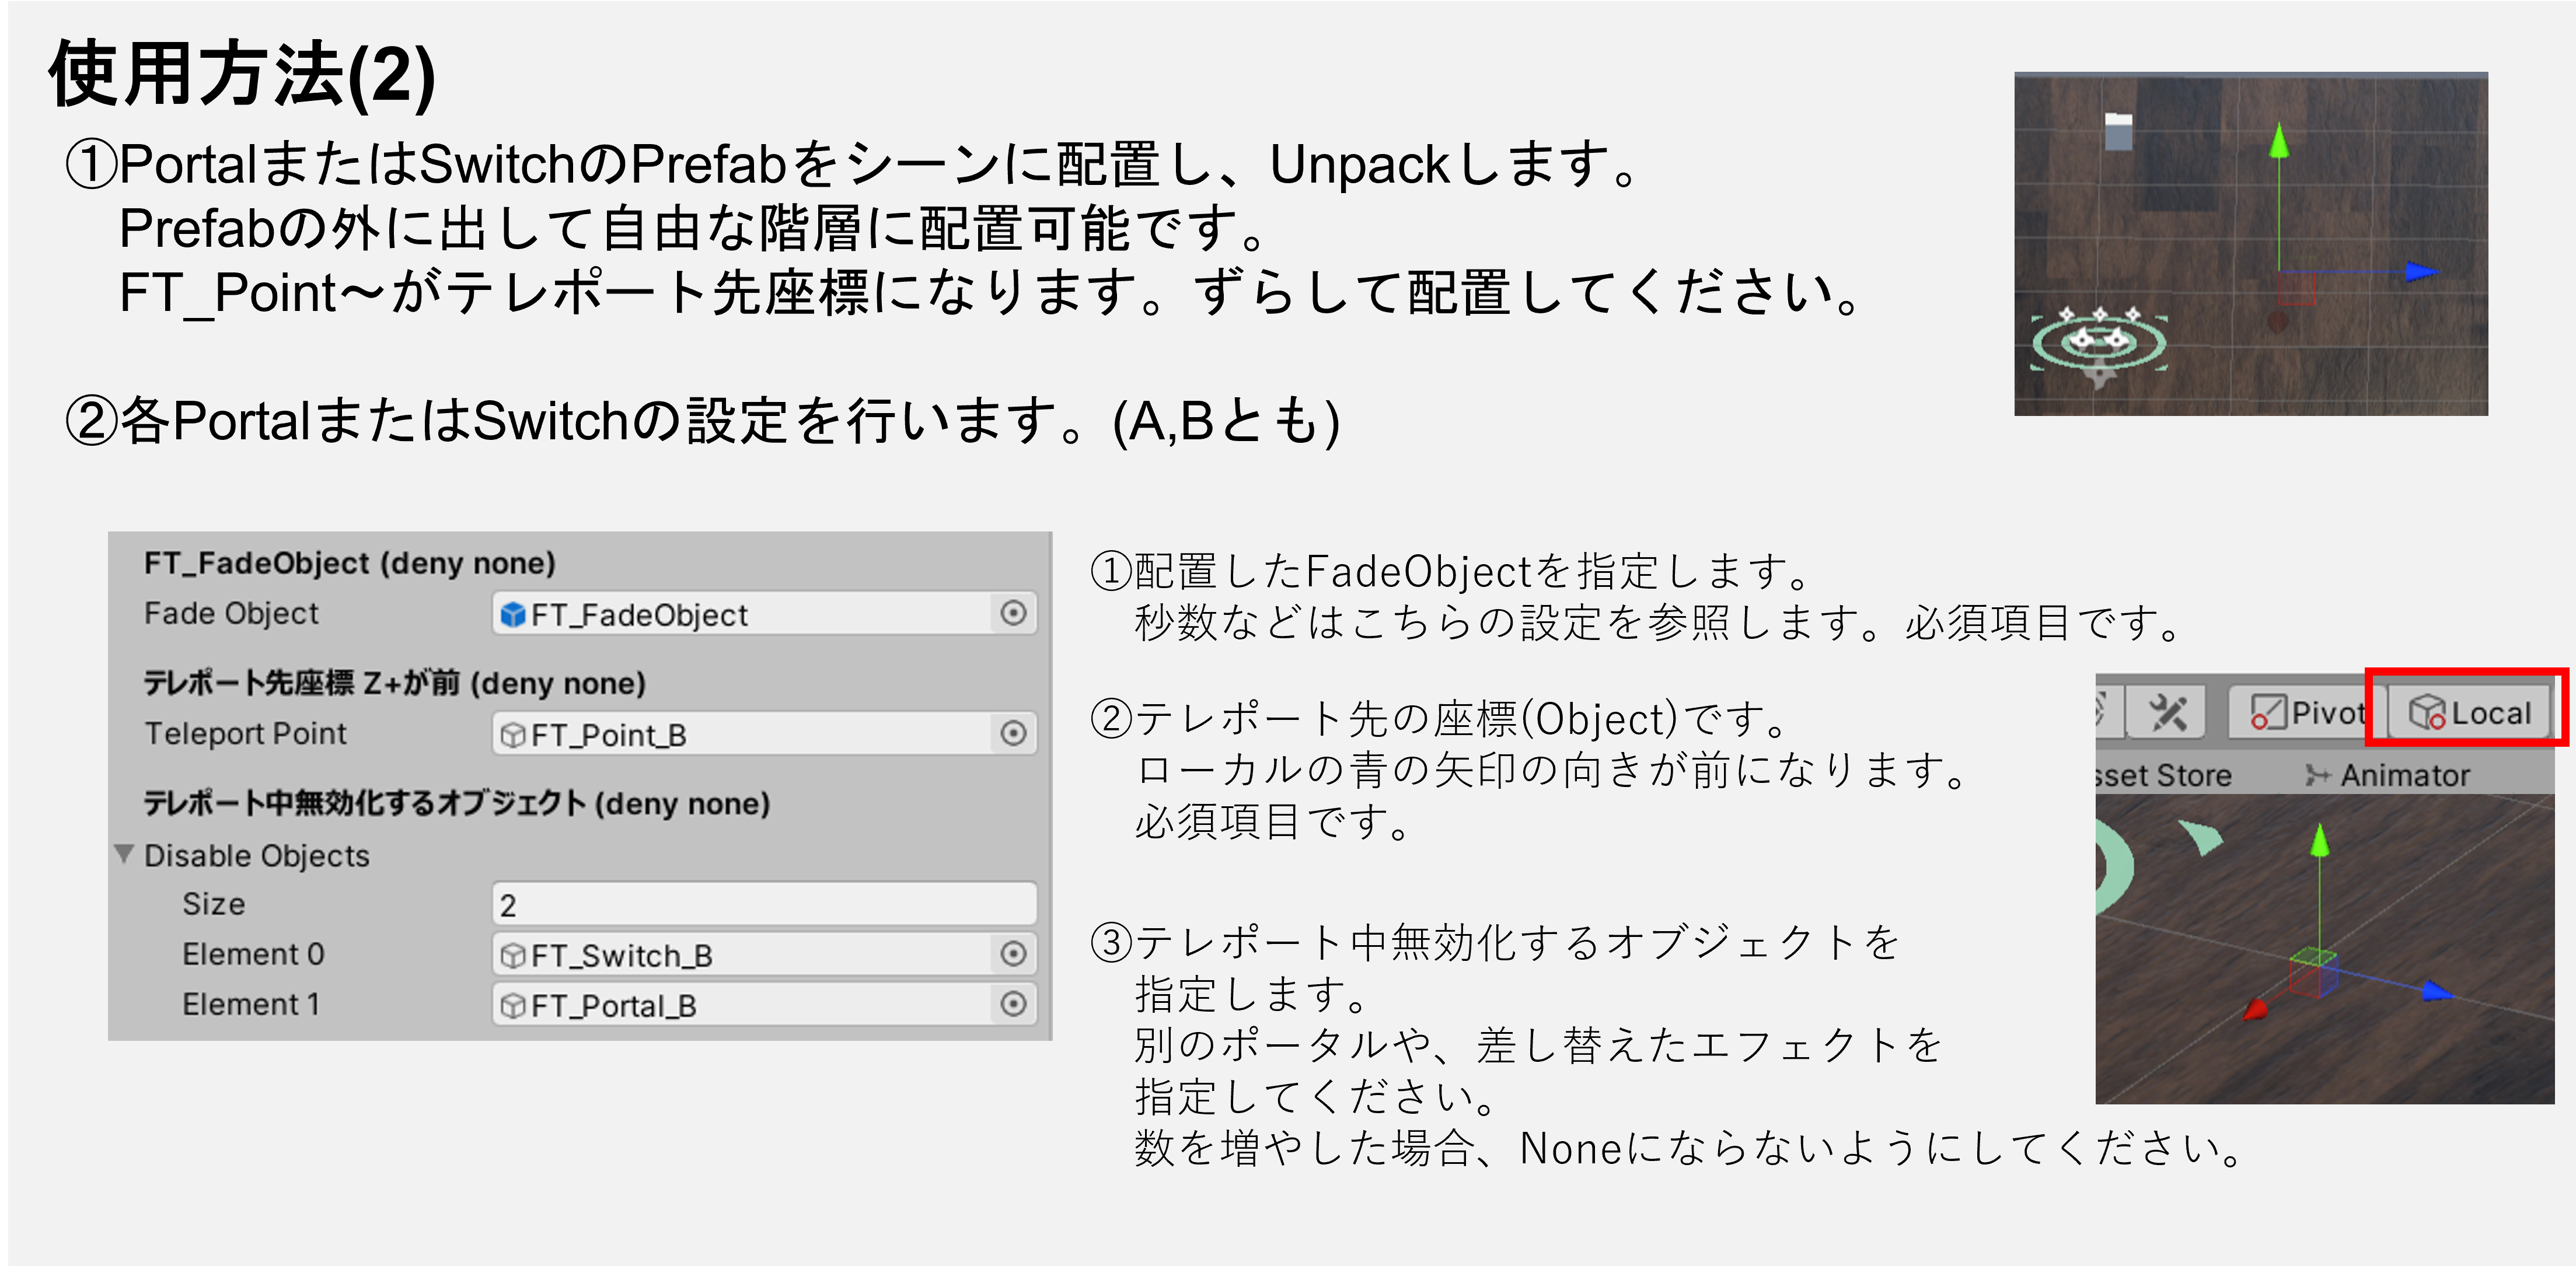 使用方法(2)
①PortalまたはSwitchのPrefabをシーンに配置し、Unpackします。
Prefabの外に出して自由な階層に配置可能です。
FT_Point～がテレポート先座標になります。ずらして配置してください。
②各PortalまたはSwitchの設定を行います。(A,Bとも)
FT_FadeObject (deny none)
Fade Object FT_FadeObject
テレポート先座標 Z+が前 (deny none)
Teleport Point FT_Point_B
テレポート中無効化するオブジェクト (deny none)
Disable Objects
Size 2
Element 0 FT_Switch_B
Element 1 FT_Portal_B
①配置したFadeObjectを指定します。
秒数などはこちらの設定を参照します。必須項目です。
②テレポート先の座標(Object)です。
ローカルの青の矢印の向きが前になります。
必須項目です。
③テレポート中無効化するオブジェクトを
指定します。
別のポータルや、差し替えたエフェクトを
指定してください。
数を増やした場合、Noneにならないようにしてください。
Pivot Local
sset Store Animator